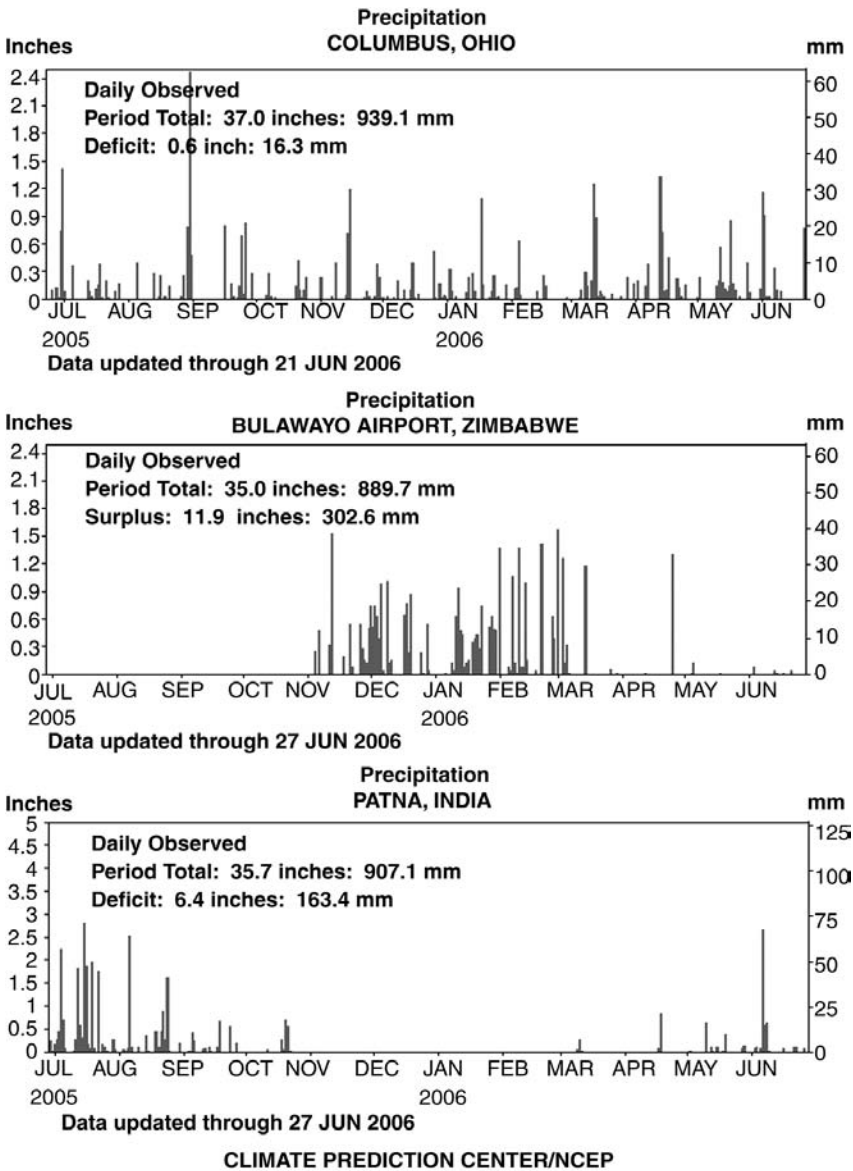 Precipitation
COLUMBUS, OHIO
Inches
mm
2.4
2.1
1.8
1.5
1.2
0.9
0.6
0.3
0
60
50
40
30
20
10
0
Daily Observed
Period Total: 37.0 inches: 939.1 mm
Deficit: 0.6 inch: 16.3 mm
JUL AUG SEP OCT NOV DEC JAN FEB MAR APR MAY JUN
2005 2006
Data updated through 21 JUN 2006
Precipitation
BULAWAYO AIRPORT, ZIMBABWE
Inches
mm
2.4
2.1
1.8
1.5
1.2
0.9
0.6
0.3
0
60
50
40
30
20
10
0
Daily Observed
Period Total: 35.0 inches: 889.7 mm
Surplus: 11.9 inches: 302.6 mm
JUL AUG SEP OCT NOV DEC JAN FEB MAR APR MAY JUN
2005 2006
Data updated through 27 JUN 2006
Precipitation
PATNA, INDIA
Inches
mm
5
4.5
4
3.5
3
2.5
2
1.5
1
0.5
0
125
100
75
50
25
0
Daily Observed
Period Total: 35.7 inches: 907.1 mm
Deficit: 6.4 inches: 163.4 mm
JUL AUG SEP OCT NOV DEC JAN FEB MAR APR MAY JUN
2005 2006
Data updated through 27 JUN 2006
CLIMATE PREDICTION CENTER/NCEP